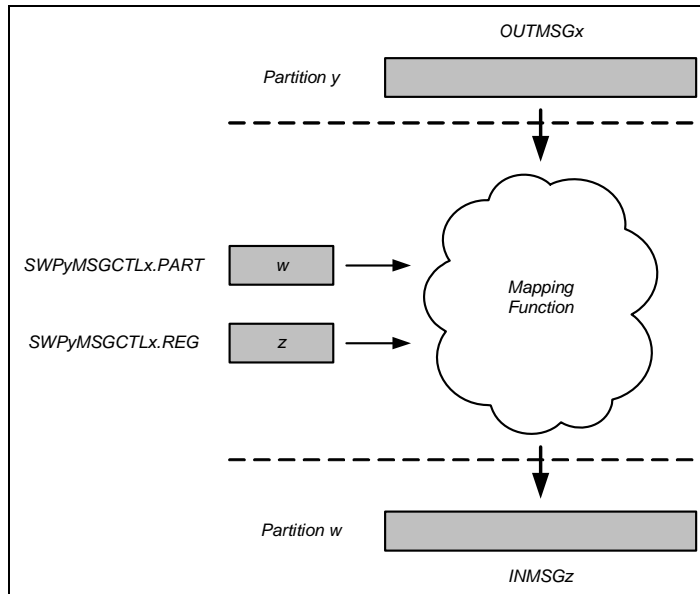 OUTMSGx
Partition y
SWPyMSGCTLx.PART
w
Mapping
Function
SWPyMSGCTLx.REG
z
Partition w
INMSGz